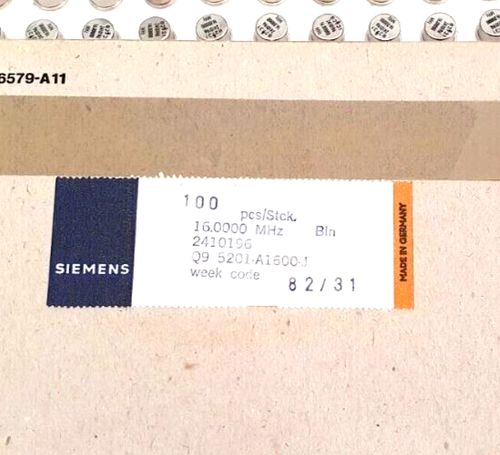 6579-A11
100
pcs/Stck.
16.0000 MHz Bln
2410196
Q9 5201-A1600-J
week code
82/31
SIEMENS
MADE IN GERMANY